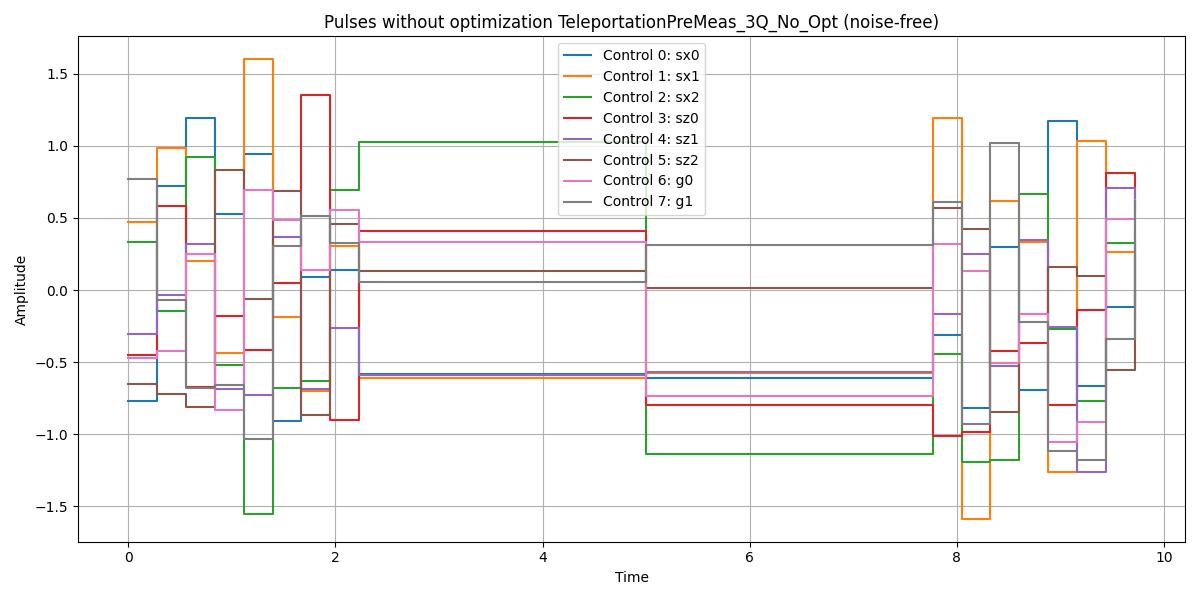 Pulses without optimization TeleportationPreMeas_3Q_No_Opt (noise-free)
Control 0: sx0
Control 1: sx1
Control 2: sx2
Control 3: sz0
Control 4: sz1
Control 5: sz2
Control 6: g0
Control 7: g1
Amplitude
1.5
1.0
0.5
0.0
−0.5
−1.0
−1.5
0 2 4 6 8 10
Time